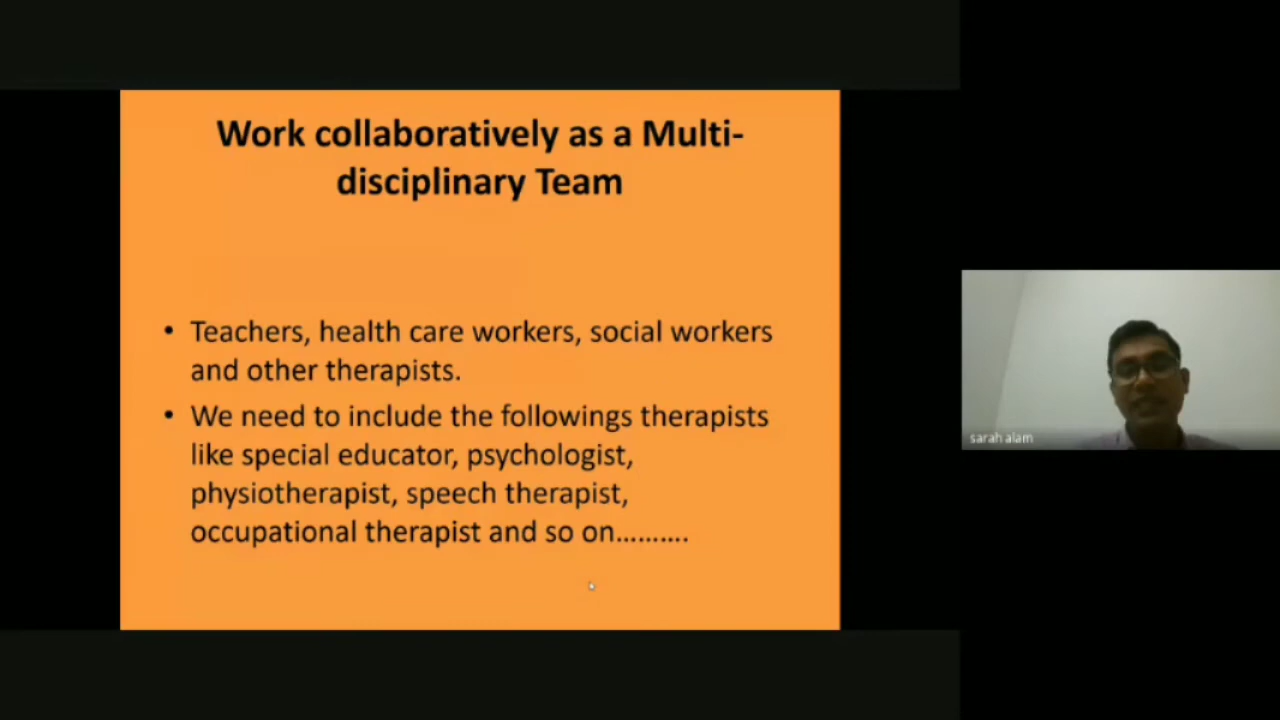 Work collaboratively as a Multi-
disciplinary Team
• Teachers, health care workers, social workers
and other therapists.
• We need to include the followings therapists
like special educator, psychologist,
physiotherapist, speech therapist,
occupational therapist and so on……….
sarah alam